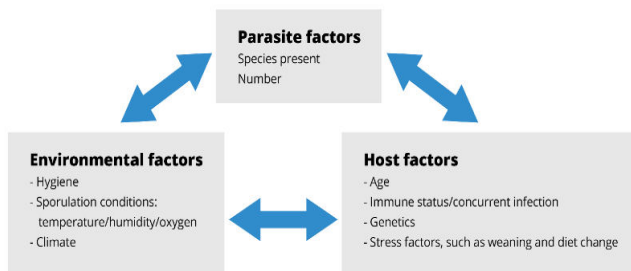 Parasite factors
Species present
Number
Environmental factors
- Hygiene
- Sporulation conditions:
temperature/humidity/oxygen
- Climate
Host factors
- Age
- Immune status/concurrent infection
- Genetics
- Stress factors, such as weaning and diet change